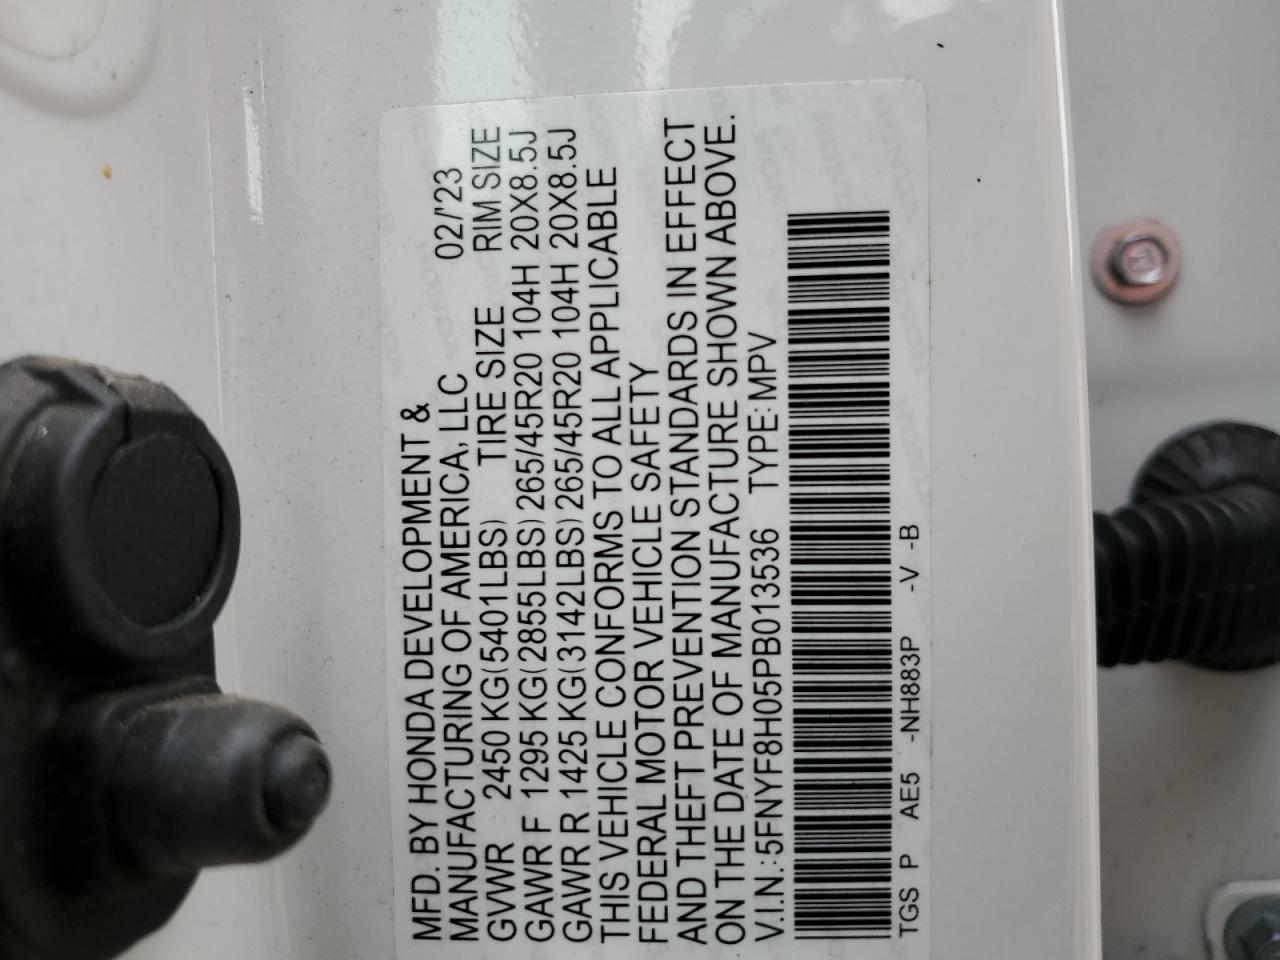 MFD. BY HONDA DEVELOPMENT &
MANUFACTURING OF AMERICA, LLC 02/'23
GVWR 2450 KG(5401LBS) TIRE SIZE RIM SIZE
GAWR F 1295 KG(2855LBS) 265/45R20 104H 20X8.5J
GAWR R 1425 KG(3142LBS) 265/45R20 104H 20X8.5J
THIS VEHICLE CONFORMS TO ALL APPLICABLE
FEDERAL MOTOR VEHICLE SAFETY
AND THEFT PREVENTION STANDARDS IN EFFECT
ON THE DATE OF MANUFACTURE SHOWN ABOVE.
V.I.N.: 5FNYF8H05PB013536 TYPE: MPV
TGS P AE5 -NH883P -V -B